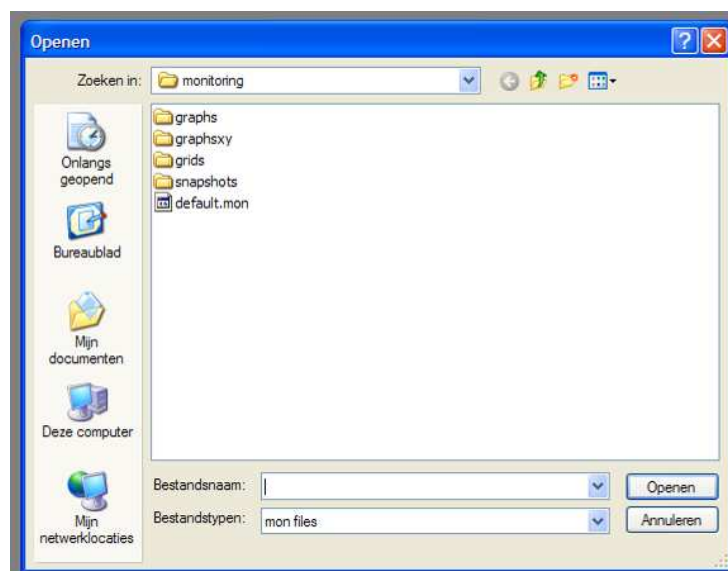 Openen
Zoeken in:
monitoring
Onlangs
geopend
Bureaublad
Mijn
documenten
Deze computer
Mijn
netwerklocaties
graphs
graphsxy
grids
snapshots
default.mon
Bestandsnaam:
Openen
Bestandstypen:
mon files
Annuleren